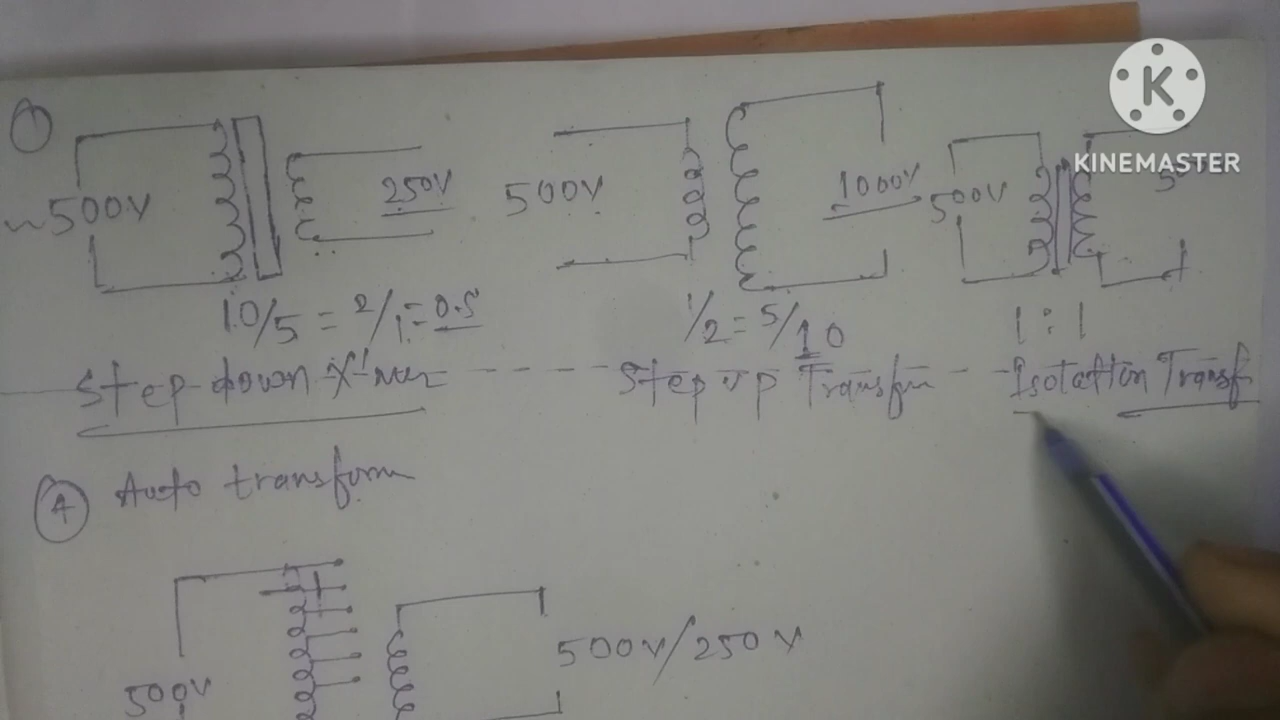 1
~500V 250V 500V 1000V 500V
10/5 = 2/1 = 0.5 1/2 = 5/10 1:1
Step down X'mer --- Step up Transfm -- Isolation Transf
4 Auto transform
500V 500V/250V
K
KINEMASTER